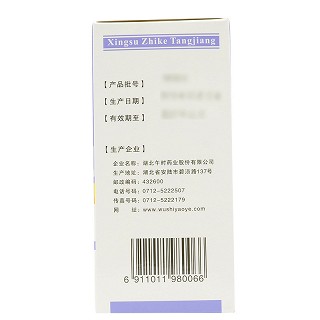 Xingsu Zhike Tangjiang
【产品批号】
【生产日期】
【有效期至】
【生产企业】
企业名称:湖北午时药业股份有限公司
生产地址:湖北省安陆市碧涢路137号
邮政编码:432600
电话号码:0712-5222507
传真号码:0712-5222179
网 址:www.wushiyaoye.com
6 911011 980066